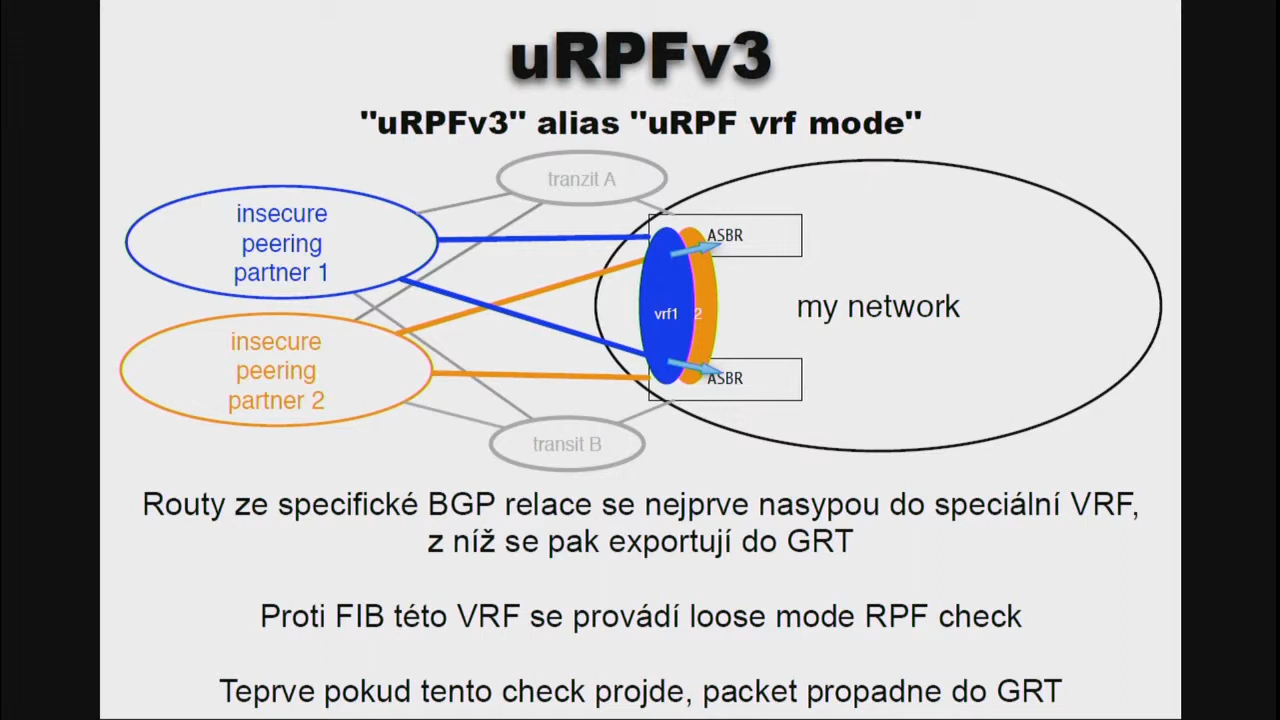 uRPFv3
"uRPFv3" alias "uRPF vrf mode"
tranzit A
insecure
peering
partner 1
ASBR
vrf1
2
my network
insecure
peering
partner 2
ASBR
transit B
Routy ze specifické BGP relace se nejprve nasypou do speciální VRF,
z níž se pak exportují do GRT
Proti FIB této VRF se provádí loose mode RPF check
Teprve pokud tento check projde, packet propadne do GRT